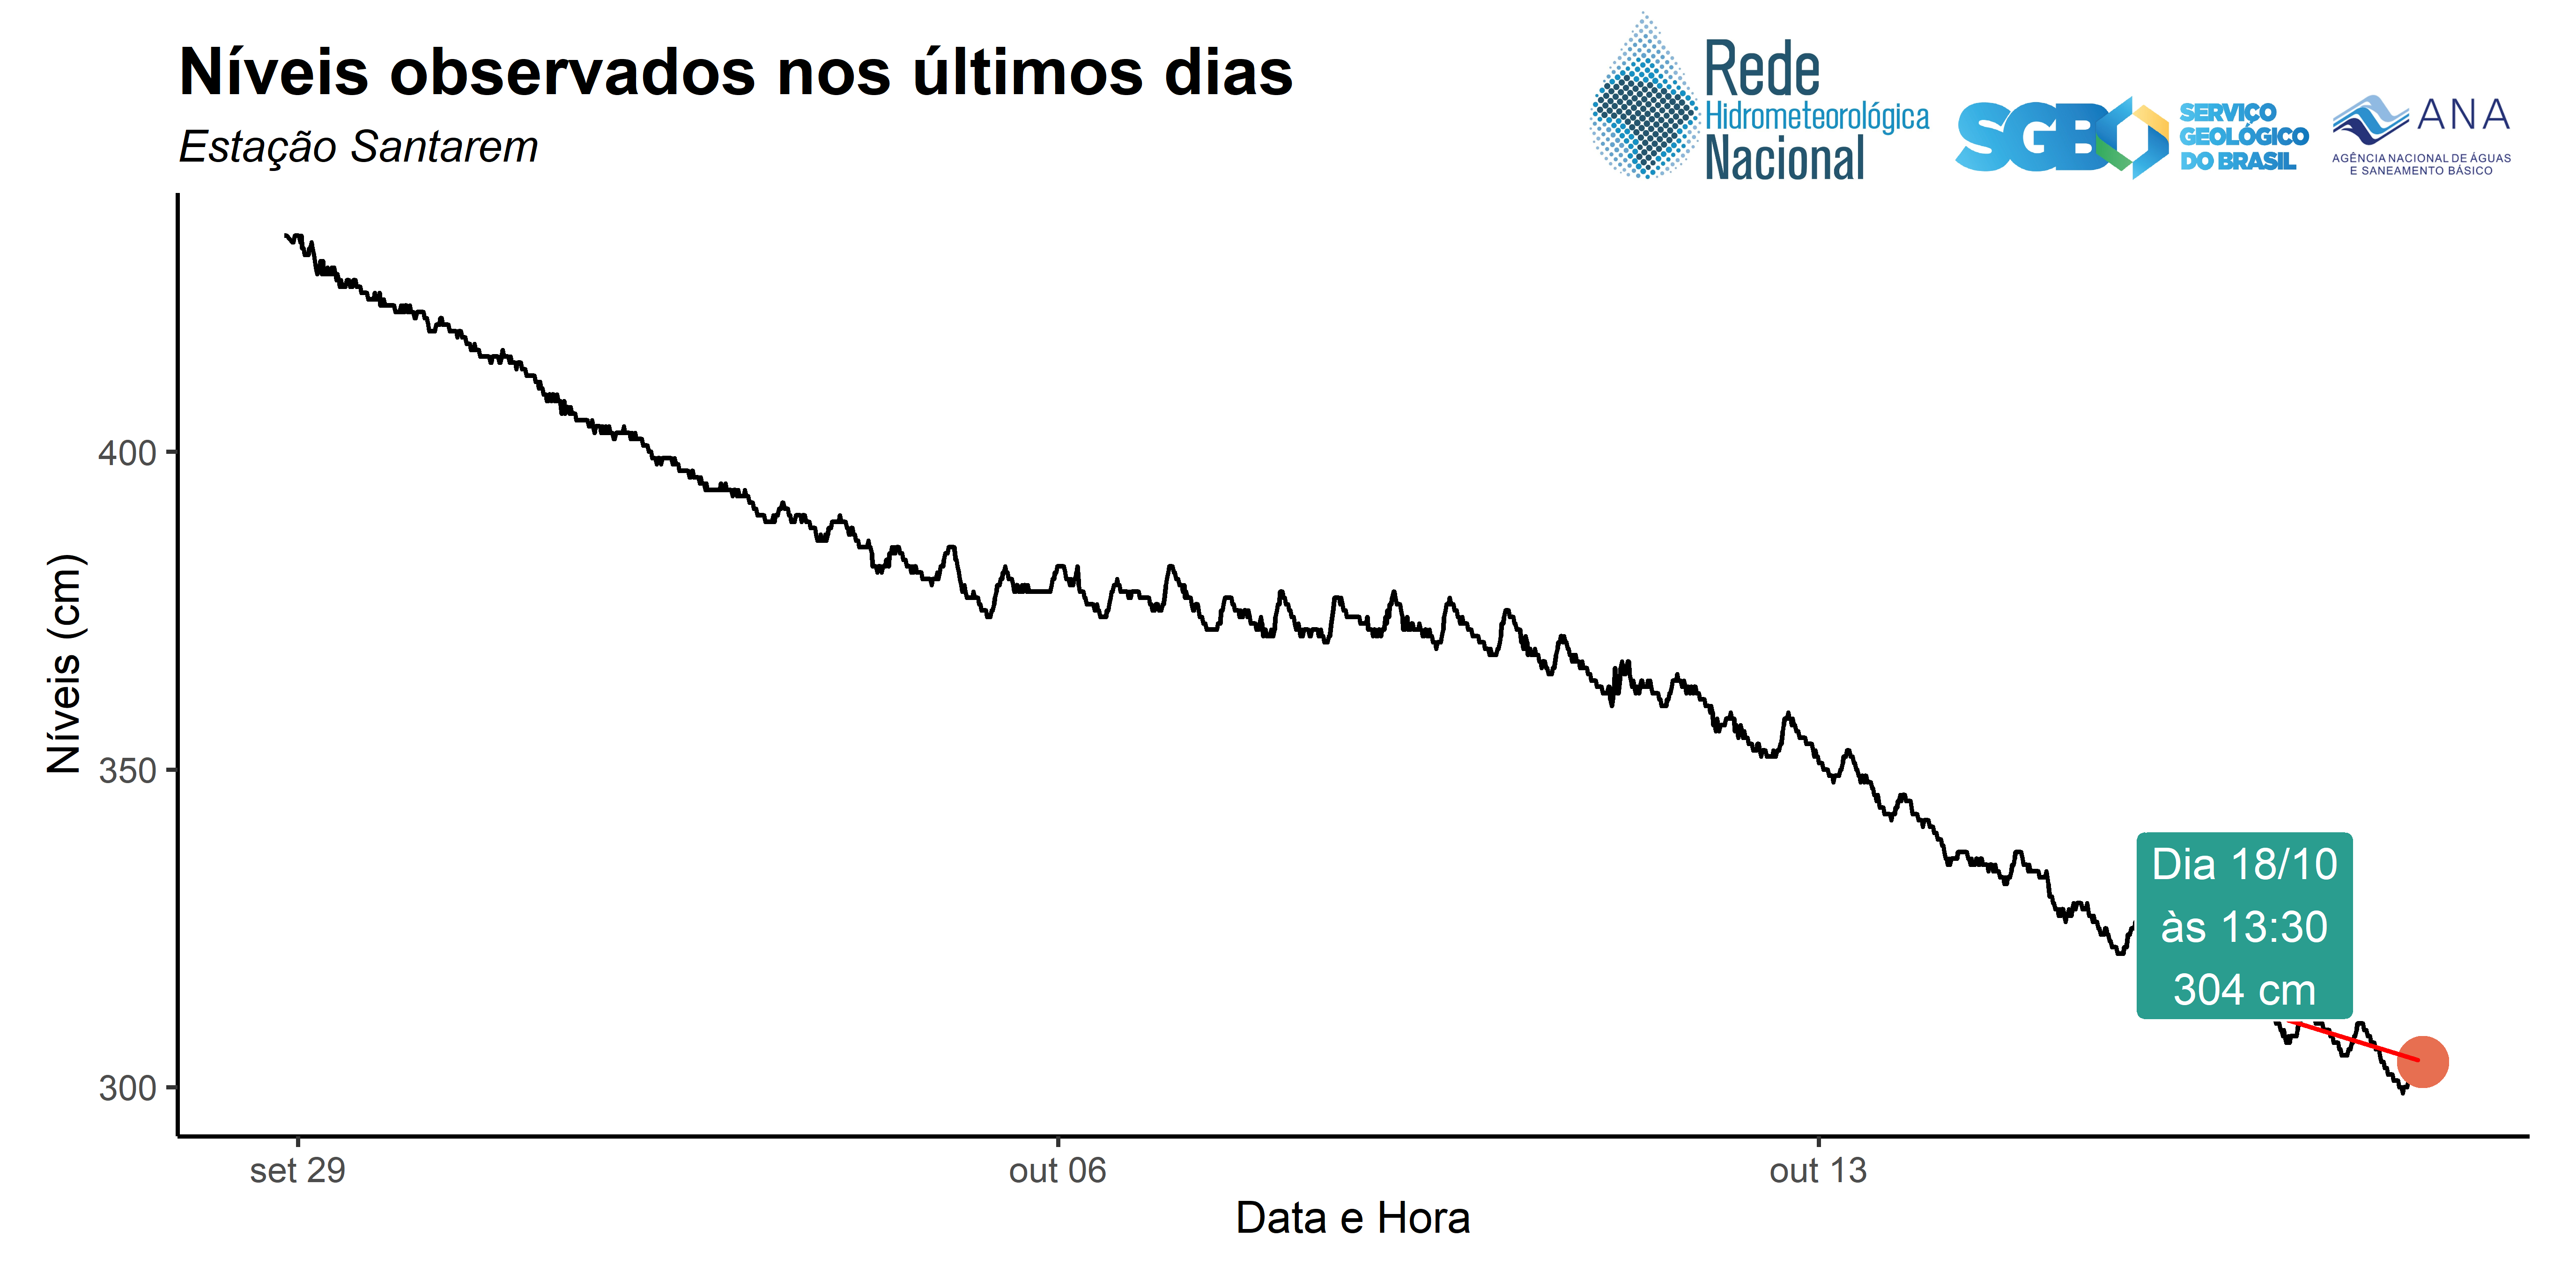 Níveis observados nos últimos dias
Estação Santarem
Rede
Hidrometeorológica
Nacional
SGB
SERVIÇO
GEOLÓGICO
DO BRASIL
ANA
AGÊNCIA NACIONAL DE ÁGUAS
E SANEAMENTO BÁSICO
Níveis (cm)
400
350
300
Dia 18/10
às 13:30
304 cm
set 29
out 06
out 13
Data e Hora